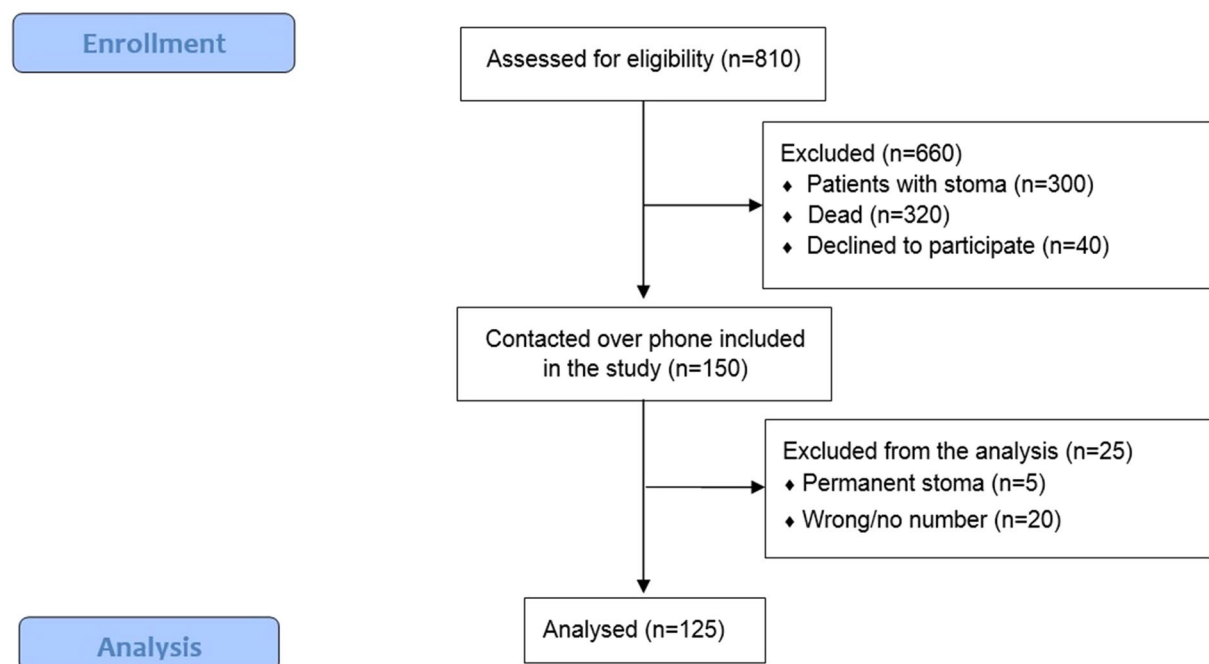 Enrollment
Assessed for eligibility (n=810)
Excluded (n=660)
♦ Patients with stoma (n=300)
♦ Dead (n=320)
♦ Declined to participate (n=40)
Contacted over phone included
in the study (n=150)
Excluded from the analysis (n=25)
♦ Permanent stoma (n=5)
♦ Wrong/no number (n=20)
Analysed (n=125)
Analysis